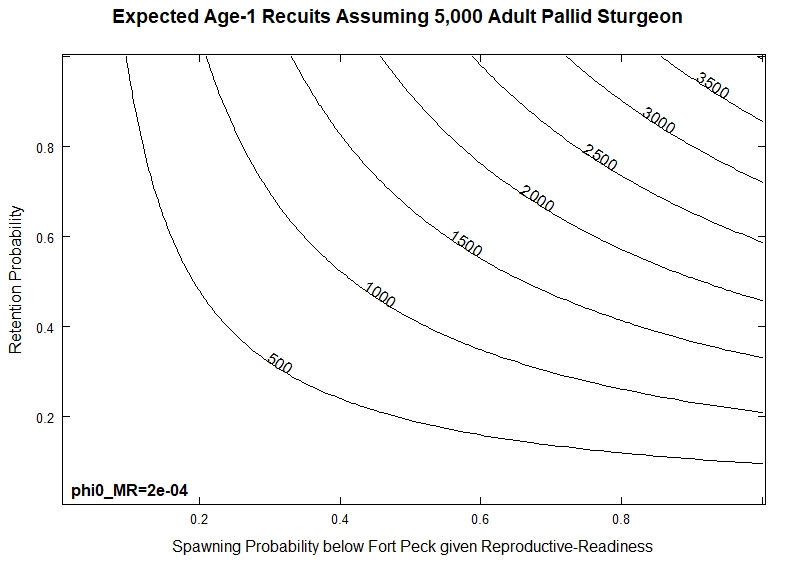 Expected Age-1 Recuits Assuming 5,000 Adult Pallid Sturgeon
3500
3000
2500
2000
1500
1000
500
0.8
0.6
0.4
0.2
Retention Probability
phi0_MR=2e-04
0.2 0.4 0.6 0.8
Spawning Probability below Fort Peck given Reproductive-Readiness